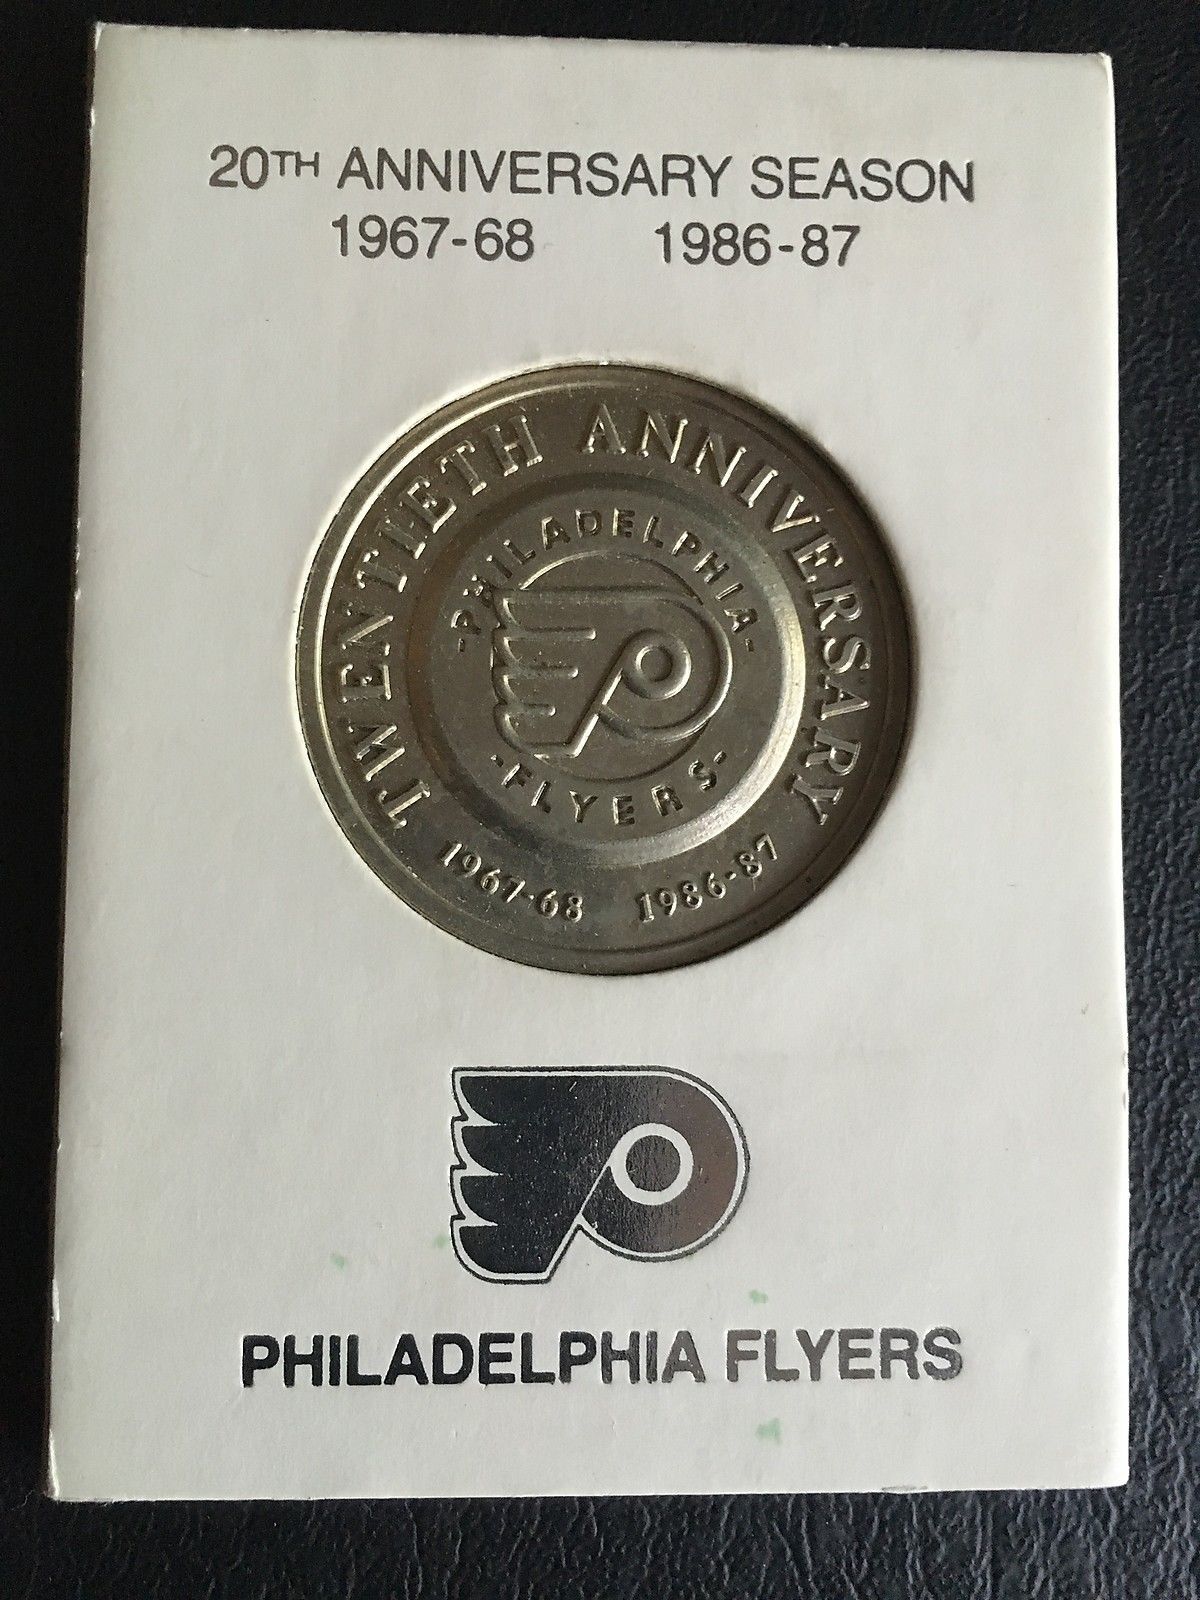 20TH ANNIVERSARY SEASON
1967-68 1986-87
TWENTIETH ANNIVERSARY
-PHILADELPHIA-
-FLYERS-
1967-68 1986-87
PHILADELPHIA FLYERS